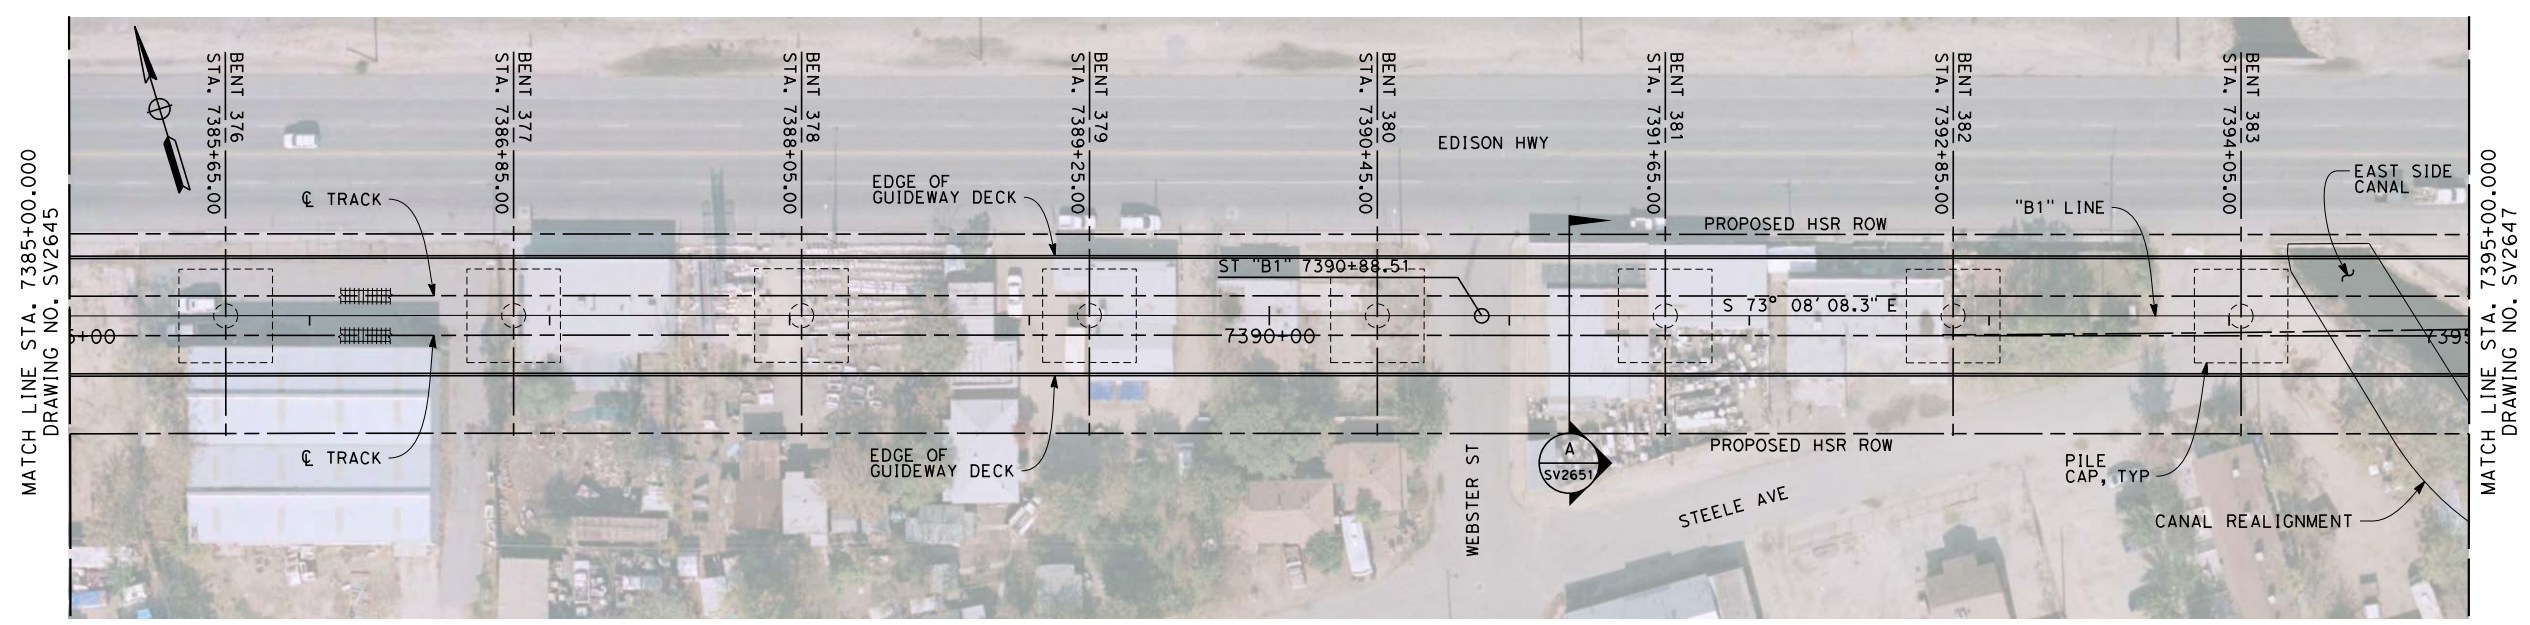 MATCH LINE STA. 7385+00.000
DRAWING NO. SV2645
BENT 376
STA. 7385+65.00
BENT 377
STA. 7386+85.00
BENT 378
STA. 7388+05.00
BENT 379
STA. 7389+25.00
BENT 380
STA. 7390+45.00
BENT 381
STA. 7391+65.00
BENT 382
STA. 7392+85.00
BENT 383
STA. 7394+05.00
EDISON HWY
℄ TRACK
EDGE OF
GUIDEWAY DECK
PROPOSED HSR ROW
"B1" LINE
EAST SIDE
CANAL
ST "B1" 7390+88.51
S 73° 08' 08.3" E
5+00
7390+00
7395
℄ TRACK
EDGE OF
GUIDEWAY DECK
WEBSTER ST
A
SV2651
PROPOSED HSR ROW
STEELE AVE
PILE
CAP, TYP
CANAL REALIGNMENT
MATCH LINE STA. 7395+00.000
DRAWING NO. SV2647